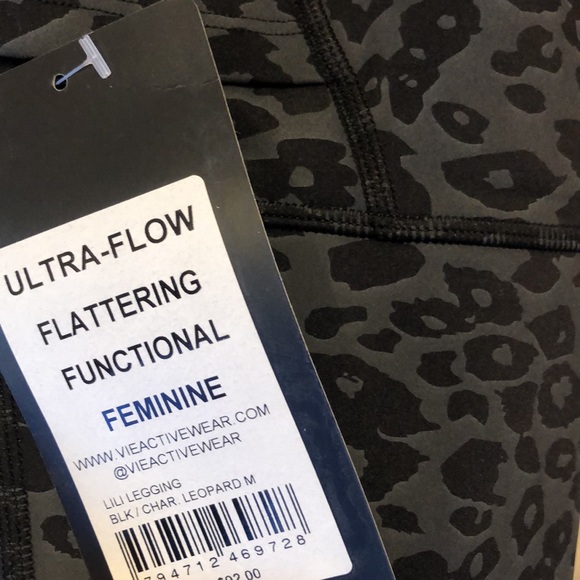 ULTRA-FLOW
FLATTERING
FUNCTIONAL
FEMININE
WWW.VIEACTIVEWEAR.COM
@VIEACTIVEWEAR
LILI LEGGING
BLK / CHAR. LEOPARD M
794712 469728